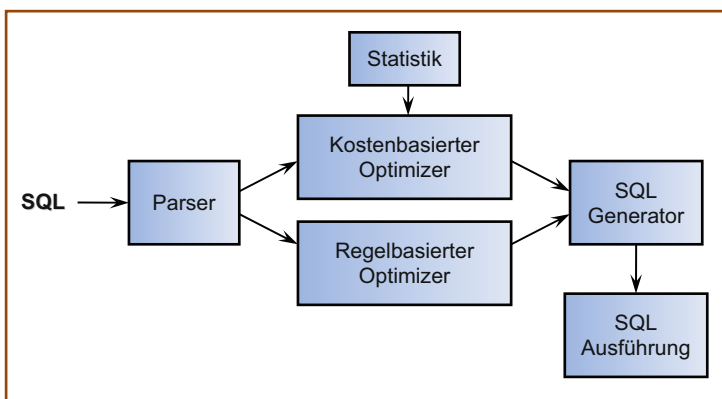 Statistik
Kostenbasierter
Optimizer
SQL
Parser
SQL
Generator
Regelbasierter
Optimizer
SQL
Ausführung